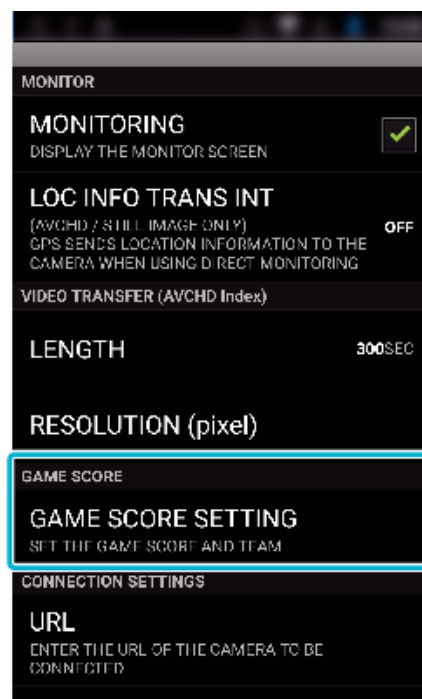 MONITOR
MONITORING
DISPLAY THE MONITOR SCREEN
LOC INFO TRANS INT
(AVCHD / STILL IMAGE ONLY)
OFF
GPS SENDS LOCATION INFORMATION TO THE
CAMERA WHEN USING DIRECT MONITORING
VIDEO TRANSFER (AVCHD Index)
LENGTH
300SEC
RESOLUTION (pixel)
GAME SCORE
GAME SCORE SETTING
SET THE GAME SCORE AND TEAM
CONNECTION SETTINGS
URL
ENTER THE URL OF THE CAMERA TO BE
CONNECTED